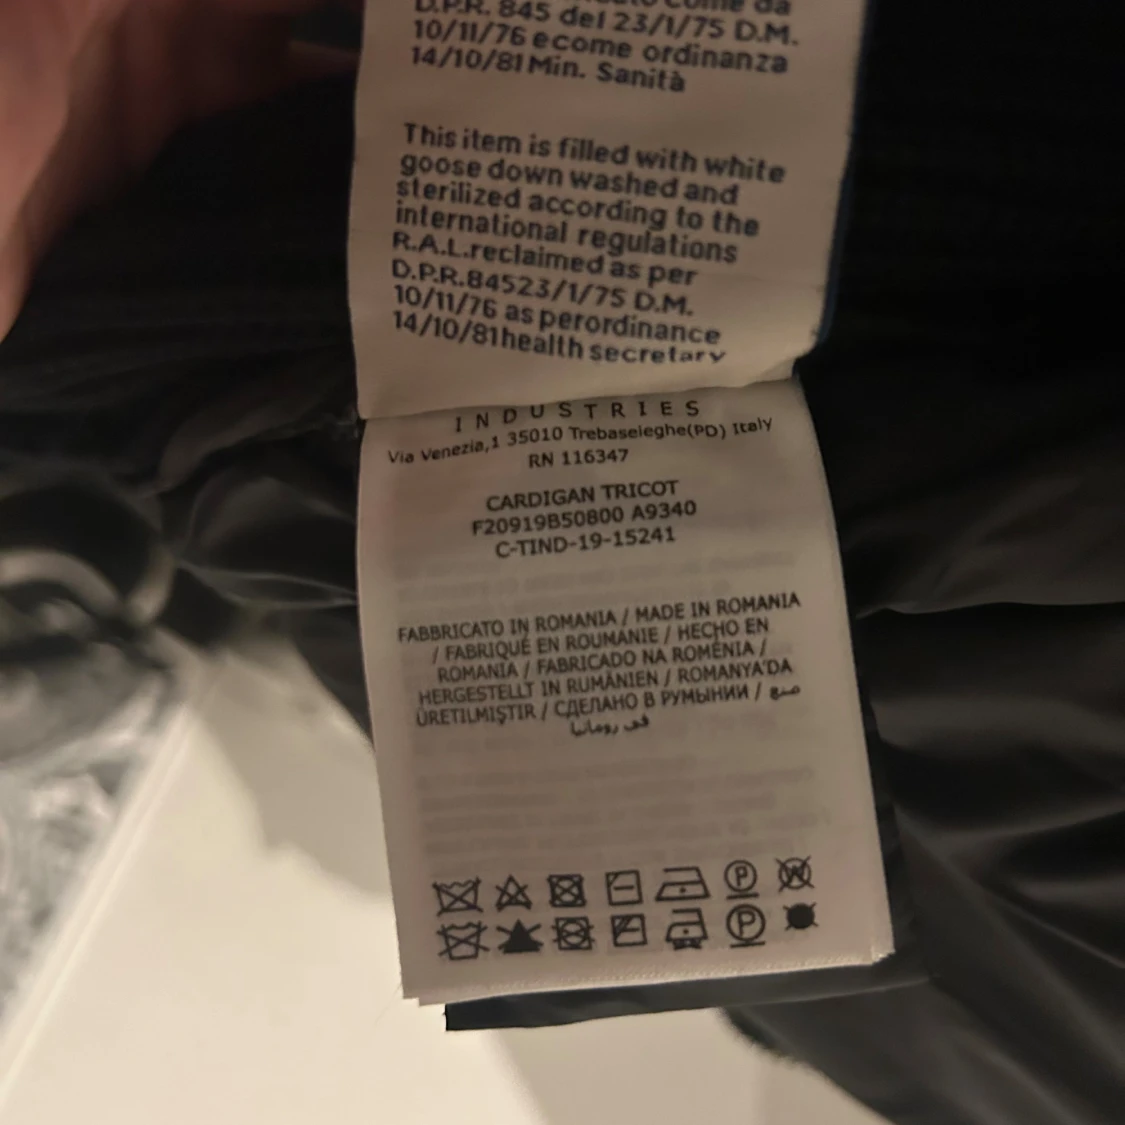 come da
D.P.R. 845 del 23/1/75 D.M.
10/11/76 ecome ordinanza
14/10/81 Min. Sanità
This item is filled with white
goose down washed and
sterilized according to the
international regulations
R.A.L.reclaimed as per
D.P.R.84523/1/75 D.M.
10/11/76 as perordinance
14/10/81health secretary
INDUSTRIES
Via Venezia,1 35010 Trebaseleghe(PD) Italy
RN 116347
CARDIGAN TRICOT
F20919B50800 A9340
C-TIND-19-15241
FABBRICATO IN ROMANIA / MADE IN ROMANIA
/ FABRIQUÉ EN ROUMANIE / HECHO EN
ROMANIA / FABRICADO NA ROMÉNIA /
HERGESTELLT IN RUMÄNIEN / ROMANYA'DA
ÜRETILMIŞTIR / СДЕЛАНО В РУМЫНИИ / صنع
في رومانيا
P W
P